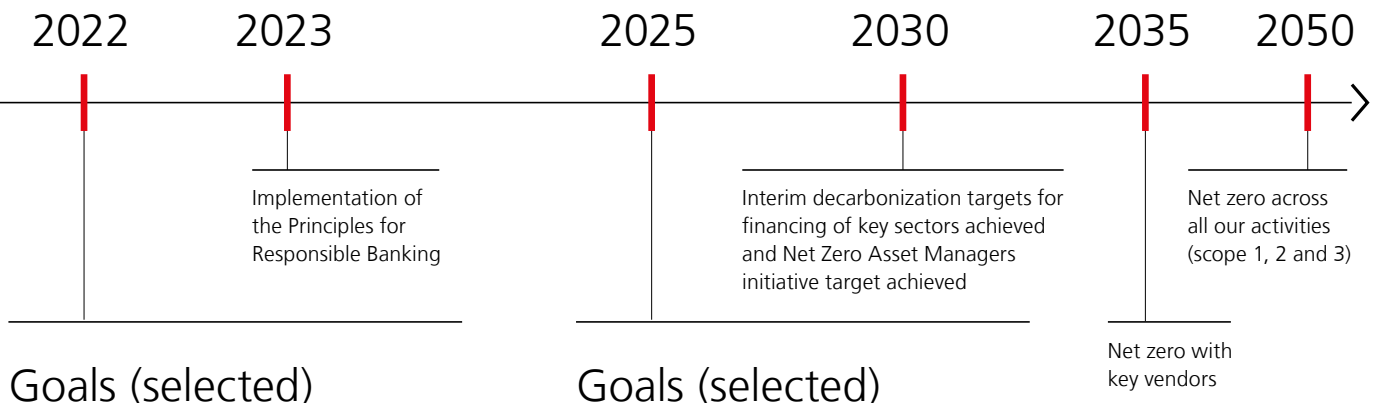 2022
2023
2025
2030
2035
2050
Implementation of
the Principles for
Responsible Banking
Interim decarbonization targets for
financing of key sectors achieved
and Net Zero Asset Managers
initiative target achieved
Net zero across
all our activities
(scope 1, 2 and 3)
Net zero with
key vendors
Goals (selected)
Goals (selected)